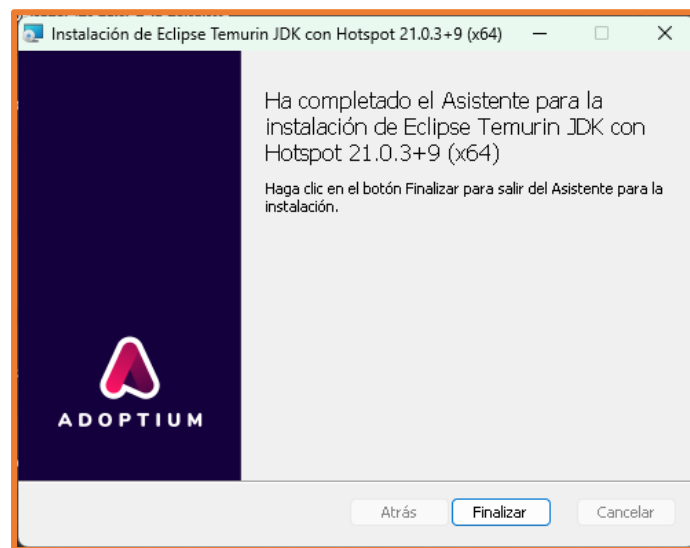 Instalación de Eclipse Temurin JDK con Hotspot 21.0.3+9 (x64)
Ha completado el Asistente para la
instalación de Eclipse Temurin JDK con
Hotspot 21.0.3+9 (x64)
Haga clic en el botón Finalizar para salir del Asistente para la
instalación.
ADOPTIUM
Atrás Finalizar Cancelar